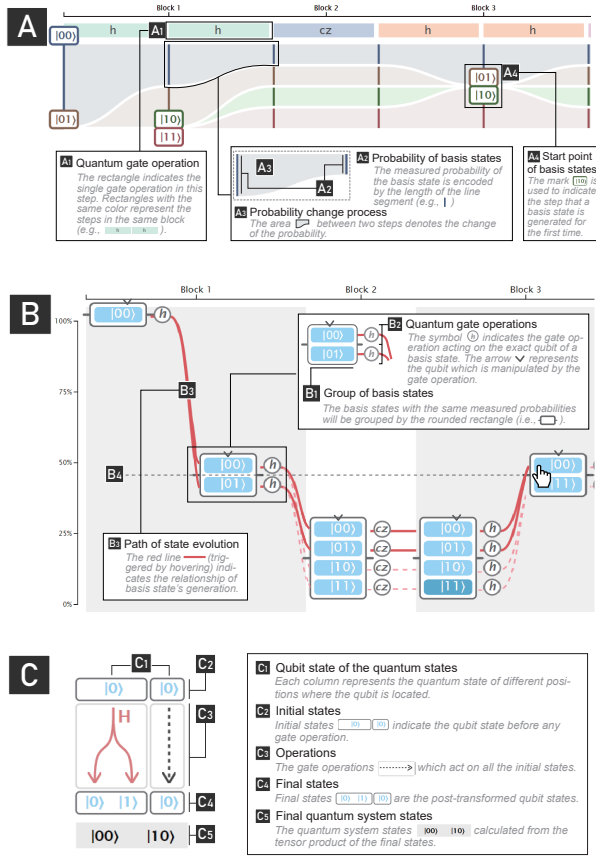 A
Block 1
Block 2
Block 3
|00⟩
h
A1
h
cz
h
h
|01⟩
|10⟩
|11⟩
|01⟩
|10⟩
A4
A1 Quantum gate operation
The rectangle indicates the
single gate operation in this
step. Rectangles with the
same color represent the
steps in the same block
(e.g., h h ).
A3
A2
A2 Probability of basis states
The measured probability of
the basis state is encoded
by the length of the line
segment (e.g., | )
A3 Probability change process
The area between two steps denotes the change
of the probability.
A4 Start point
of basis states
The mark |10⟩ is
used to indicate
the step that a
basis state is
generated for
the first time.
B
Block 1
Block 2
Block 3
100%
75%
50%
25%
0%
|00⟩ h
B3
B4
|00⟩ h
|01⟩ h
|00⟩ h
|01⟩ h
B1
B2 Quantum gate operations
The symbol h indicates the gate op-
eration acting on the exact qubit of a
basis state. The arrow represents
the qubit which is manipulated by the
gate operation.
B1 Group of basis states
The basis states with the same measured probabilities
will be grouped by the rounded rectangle (i.e., ).
|00⟩ cz
|01⟩ cz
|10⟩ cz
|11⟩ cz
|00⟩ h
|01⟩ h
|10⟩ h
|11⟩ h
|00⟩
|11⟩
B3 Path of state evolution
The red line (trig-
gered by hovering) indi-
cates the relationship of
basis state's generation.
C
C1
C2
|0⟩ |0⟩
H
C3
|0⟩ |1⟩ |0⟩
C4
|00⟩ |10⟩
C5
C1 Qubit state of the quantum states
Each column represents the quantum state of different posi-
tions where the qubit is located.
C2 Initial states
Initial states |0⟩ |0⟩ indicate the qubit state before any
gate operation.
C3 Operations
The gate operations which act on all the initial states.
C4 Final states
Final states |0⟩ |1⟩ |0⟩ are the post-transformed qubit states.
C5 Final quantum system states
The quantum system states |00⟩ |10⟩ calculated from the
tensor product of the final states.